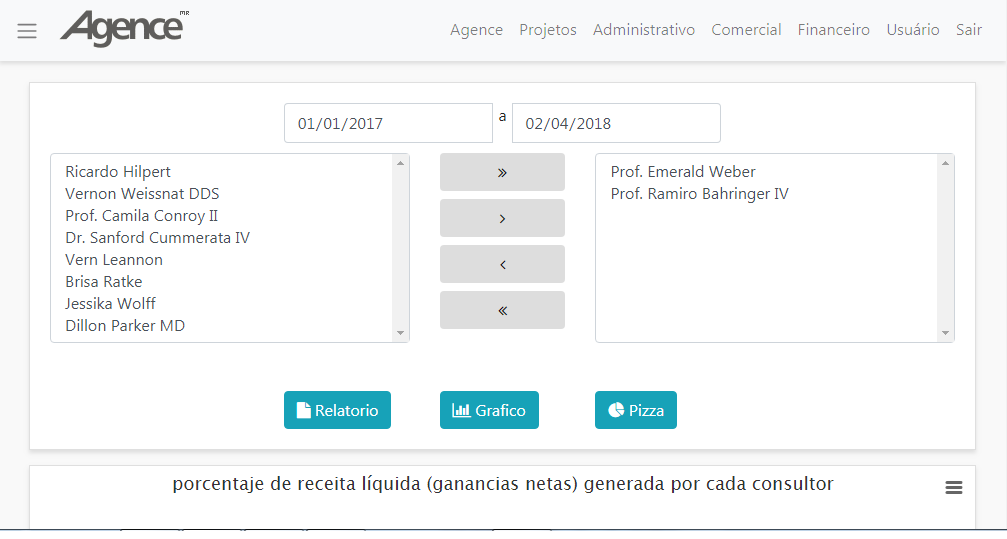 Agence MR
Agence Projetos Administrativo Comercial Financeiro Usuário Sair
01/01/2017 a 02/04/2018
Ricardo Hilpert
Vernon Weissnat DDS
Prof. Camila Conroy II
Dr. Sanford Cummerata IV
Vern Leannon
Brisa Ratke
Jessika Wolff
Dillon Parker MD
»
›
‹
«
Prof. Emerald Weber
Prof. Ramiro Bahringer IV
Relatorio
Grafico
Pizza
porcentaje de receita líquida (ganancias netas) generada por cada consultor